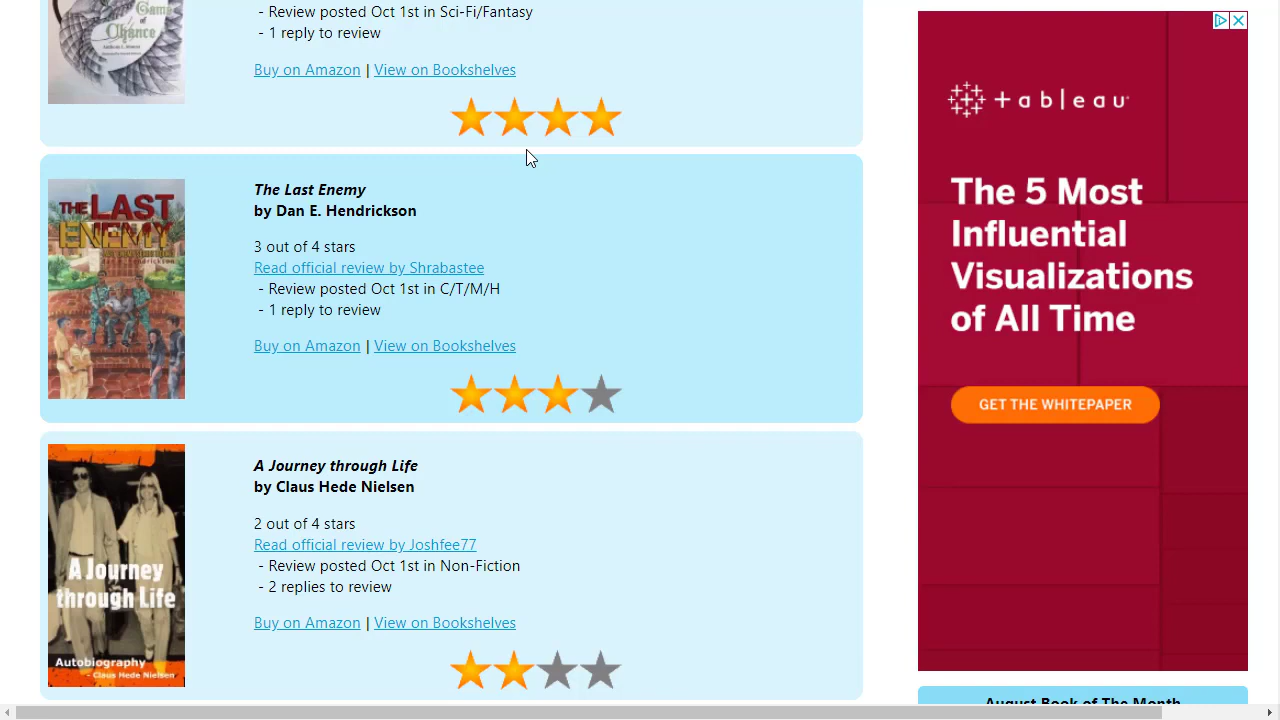 Game
of
Chance
- Review posted Oct 1st in Sci-Fi/Fantasy
- 1 reply to review
Buy on Amazon | View on Bookshelves
The Last Enemy
by Dan E. Hendrickson
3 out of 4 stars
Read official review by Shrabastee
- Review posted Oct 1st in C/T/M/H
- 1 reply to review
Buy on Amazon | View on Bookshelves
THE LAST
ENEMY
A Journey through Life
by Claus Hede Nielsen
2 out of 4 stars
Read official review by Joshfee77
- Review posted Oct 1st in Non-Fiction
- 2 replies to review
Buy on Amazon | View on Bookshelves
A Journey
through Life
Autobiography
- Claus Hede Nielsen
+ableau
The 5 Most
Influential
Visualizations
of All Time
GET THE WHITEPAPER
August Book of The Month